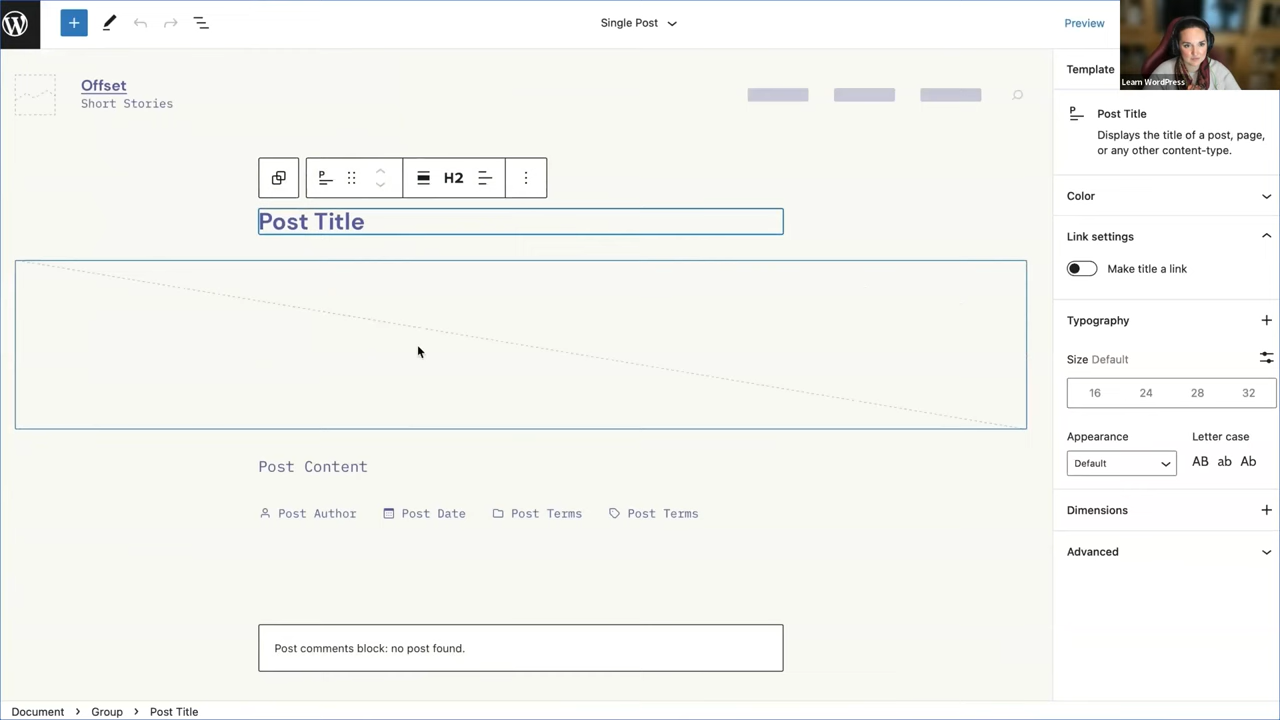 Single Post
Preview
Learn WordPress
Offset
Short Stories
H2
Post Title
Post Content
Post Author
Post Date
Post Terms
Post Terms
Post comments block: no post found.
Template
Post Title
Displays the title of a post, page,
or any other content-type.
Color
Link settings
Make title a link
Typography
Size Default
16 24 28 32
Appearance Letter case
Default AB ab Ab
Dimensions
Advanced
Document Group Post Title